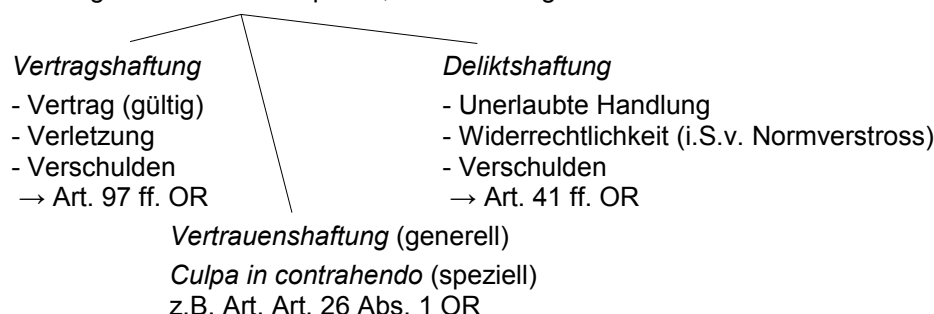 Vertragshaftung
- Vertrag (gültig)
- Verletzung
- Verschulden
→ Art. 97 ff. OR
Deliktshaftung
- Unerlaubte Handlung
- Widerrechtlichkeit (i.S.v. Normverstoss)
- Verschulden
→ Art. 41 ff. OR
Vertrauenshaftung (generell)
Culpa in contrahendo (speziell)
z.B. Art. Art. 26 Abs. 1 OR